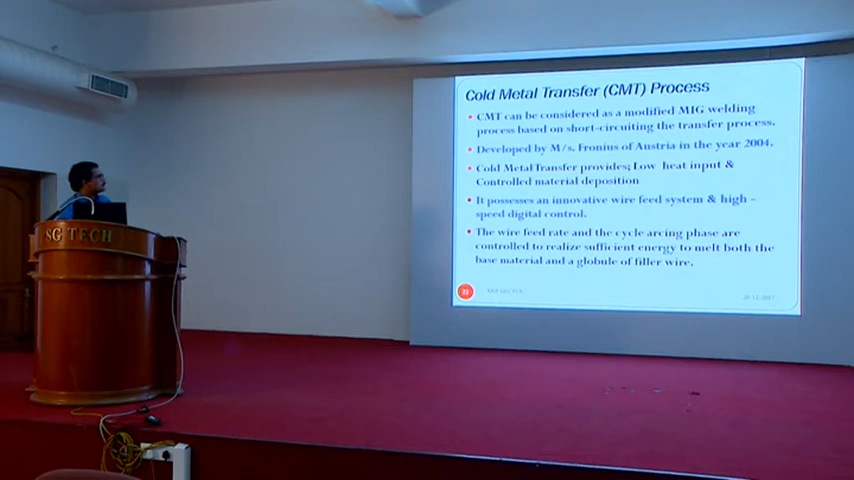 Cold Metal Transfer (CMT) Process
• CMT can be considered as a modified MIG welding
process based on short-circuiting the transfer process.
• Developed by M/s. Fronius of Austria in the year 2004.
• Cold Metal Transfer provides; Low heat input &
Controlled material deposition
• It possesses an innovative wire feed system & high -
speed digital control.
• The wire feed rate and the cycle arcing phase are
controlled to realize sufficient energy to melt both the
base material and a globule of filler wire.
22
20-12-2017
SG TECH